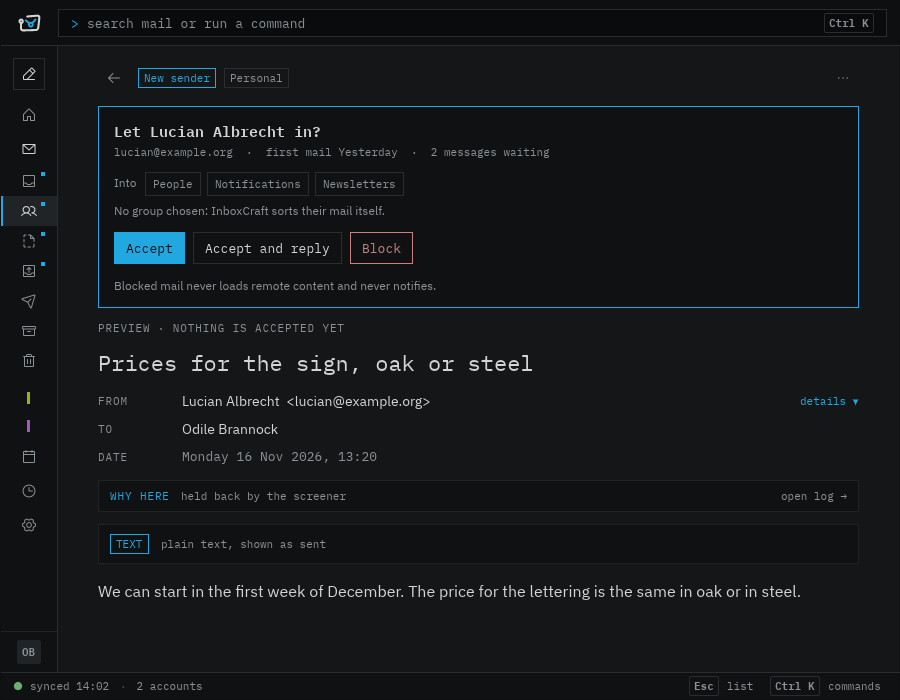 > search mail or run a command Ctrl K
New sender Personal ...
Let Lucian Albrecht in?
lucian@example.org · first mail Yesterday · 2 messages waiting
Into People Notifications Newsletters
No group chosen: InboxCraft sorts their mail itself.
Accept Accept and reply Block
Blocked mail never loads remote content and never notifies.
PREVIEW · NOTHING IS ACCEPTED YET
Prices for the sign, oak or steel
FROM Lucian Albrecht <lucian@example.org> details ▾
TO Odile Brannock
DATE Monday 16 Nov 2026, 13:20
WHY HERE held back by the screener open log →
TEXT plain text, shown as sent
We can start in the first week of December. The price for the lettering is the same in oak or in steel.
OB
synced 14:02 · 2 accounts Esc list Ctrl K commands